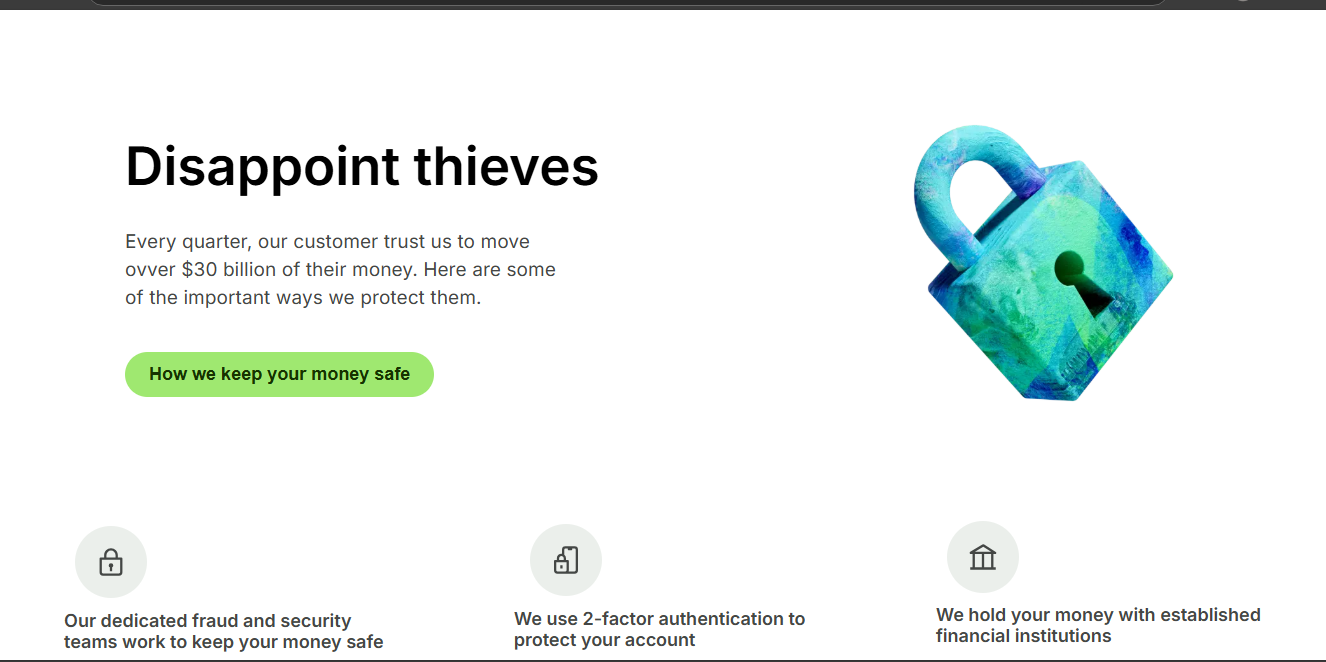 Disappoint thieves
Every quarter, our customer trust us to move
ovver $30 billion of their money. Here are some
of the important ways we protect them.
How we keep your money safe
Our dedicated fraud and security
teams work to keep your money safe
We use 2-factor authentication to
protect your account
We hold your money with established
financial institutions